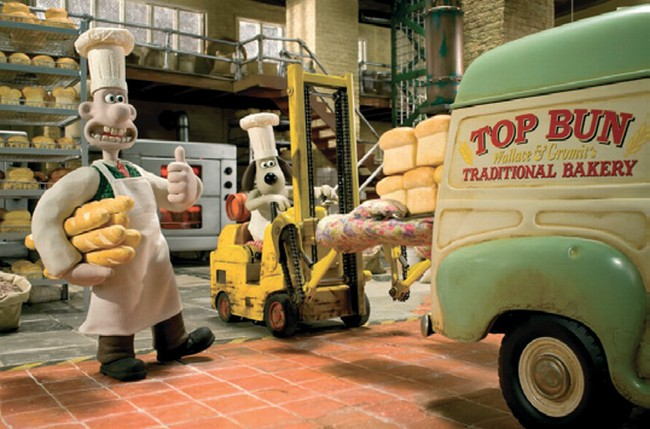 TOP BUN
Wallace & Gromit's
TRADITIONAL BAKERY